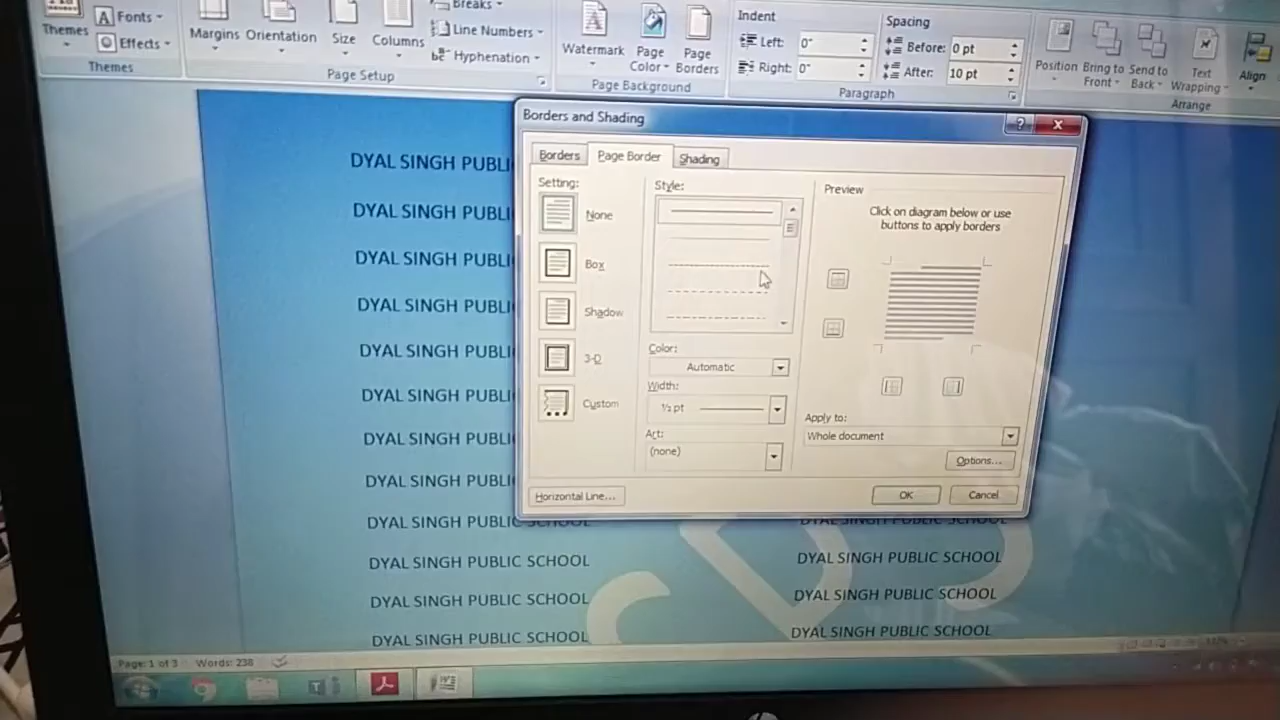 Themes
Fonts
Effects
Themes
Margins
Orientation
Size
Columns
Breaks
Line Numbers
Hyphenation
Page Setup
Watermark
Page Color
Page Borders
Page Background
Indent
Left: 0"
Right: 0"
Spacing
Before: 0 pt
After: 10 pt
Paragraph
Position
Bring to Front
Send to Back
Text Wrapping
Align
Arrange
Borders and Shading
Borders
Page Border
Shading
Setting:
None
Box
Shadow
3-D
Custom
Style:
Color:
Automatic
Width:
½ pt
Art:
(none)
Preview
Click on diagram below or use
buttons to apply borders
Apply to:
Whole document
Options...
Horizontal Line...
OK
Cancel
DYAL SINGH PUBLI
DYAL SINGH PUBLI
DYAL SINGH PUBLI
DYAL SINGH PUBLI
DYAL SINGH PUBLI
DYAL SINGH PUBLI
DYAL SINGH PUBLI
DYAL SINGH PUBLI
DYAL SINGH PUBLIC SCHOOL
DYAL SINGH PUBLIC SCHOOL
DYAL SINGH PUBLIC SCHOOL
DYAL SINGH PUBLIC SCHOOL
DYAL SINGH PUBLIC SCHOOL
DYAL SINGH PUBLIC SCHOOL
DYAL SINGH PUBLIC SCHOOL
DYAL SINGH PUBLIC SCHOOL
Page: 1 of 3
Words: 238